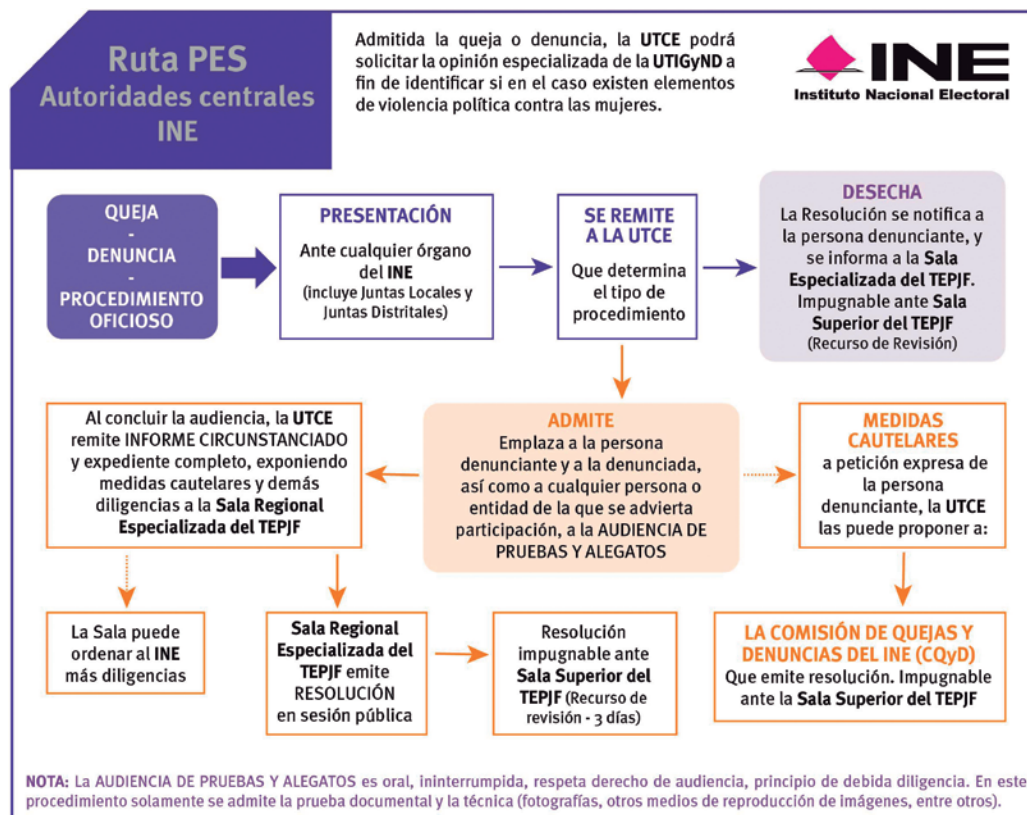 Ruta PES
Autoridades centrales
INE
Admitida la queja o denuncia, la UTCE podrá
solicitar la opinión especializada de la UTIGyND a
fin de identificar si en el caso existen elementos
de violencia política contra las mujeres.
INE
Instituto Nacional Electoral
QUEJA
-
DENUNCIA
-
PROCEDIMIENTO
OFICIOSO
PRESENTACIÓN
Ante cualquier órgano
del INE
(incluye Juntas Locales y
Juntas Distritales)
SE REMITE
A LA UTCE
Que determina
el tipo de
procedimiento
DESECHA
La Resolución se notifica a
la persona denunciante, y
se informa a la Sala
Especializada del TEPJF.
Impugnable ante Sala
Superior del TEPJF
(Recurso de Revisión)
Al concluir la audiencia, la UTCE
remite INFORME CIRCUNSTANCIADO
y expediente completo, exponiendo
medidas cautelares y demás
diligencias a la Sala Regional
Especializada del TEPJF
ADMITE
Emplaza a la persona
denunciante y a la denunciada,
así como a cualquier persona o
entidad de la que se advierta
participación, a la AUDIENCIA DE
PRUEBAS Y ALEGATOS
MEDIDAS
CAUTELARES
a petición expresa de
la persona
denunciante, la UTCE
las puede proponer a:
La Sala puede
ordenar al INE
más diligencias
Sala Regional
Especializada del
TEPJF emite
RESOLUCIÓN
en sesión pública
Resolución
impugnable ante
Sala Superior del
TEPJF (Recurso de
revisión - 3 días)
LA COMISIÓN DE QUEJAS Y
DENUNCIAS DEL INE (CQyD)
Que emite resolución. Impugnable
ante la Sala Superior del TEPJF
NOTA: La AUDIENCIA DE PRUEBAS Y ALEGATOS es oral, ininterrumpida, respeta derecho de audiencia, principio de debida diligencia. En este
procedimiento solamente se admite la prueba documental y la técnica (fotografías, otros medios de reproducción de imágenes, entre otros).